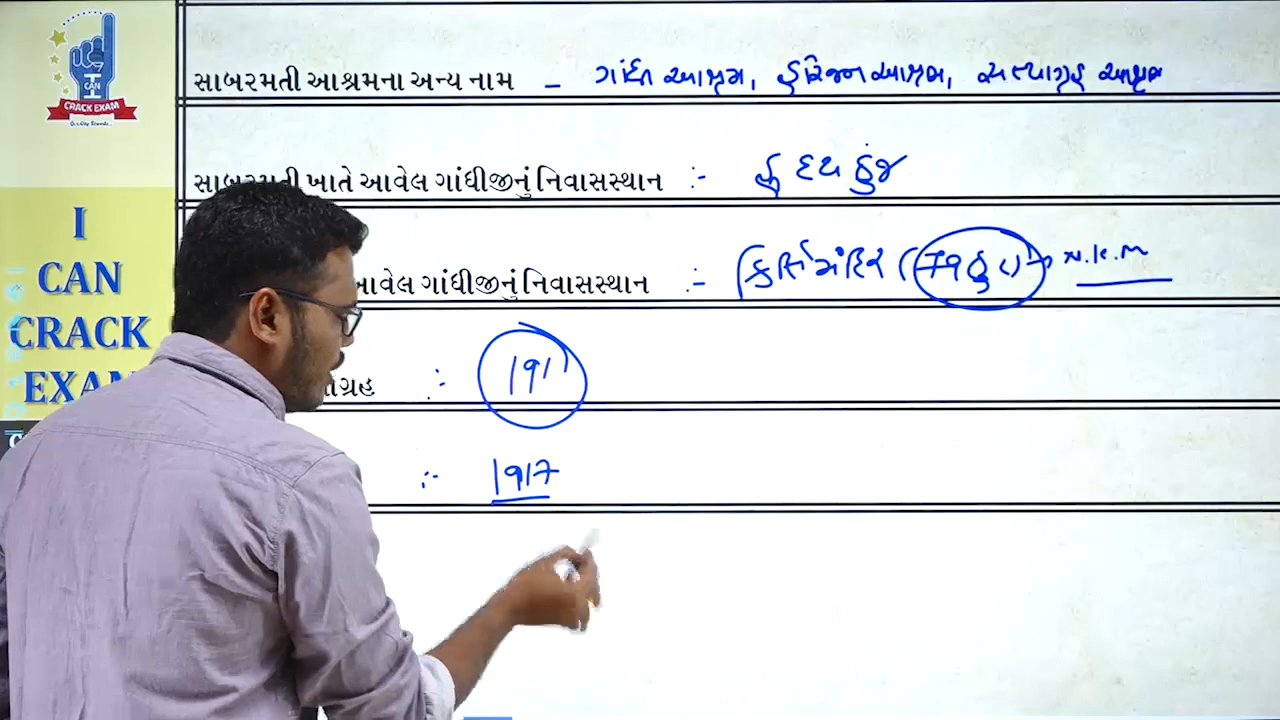 I CAN
CRACK EXAM
સાબરમતી આશ્રમના અન્ય નામ – ગાંધી આશ્રમ, હરિજન આશ્રમ, સત્યાગ્રહ આશ્રમ
ખાતે આવેલ ગાંધીજીનું નિવાસસ્થાન :- હૃદય કુંજ
આવેલ ગાંધીજીનું નિવાસસ્થાન :- કિર્તિમંદિર
:- 1917
:- 1917
I
CAN
CRACK
EXAM